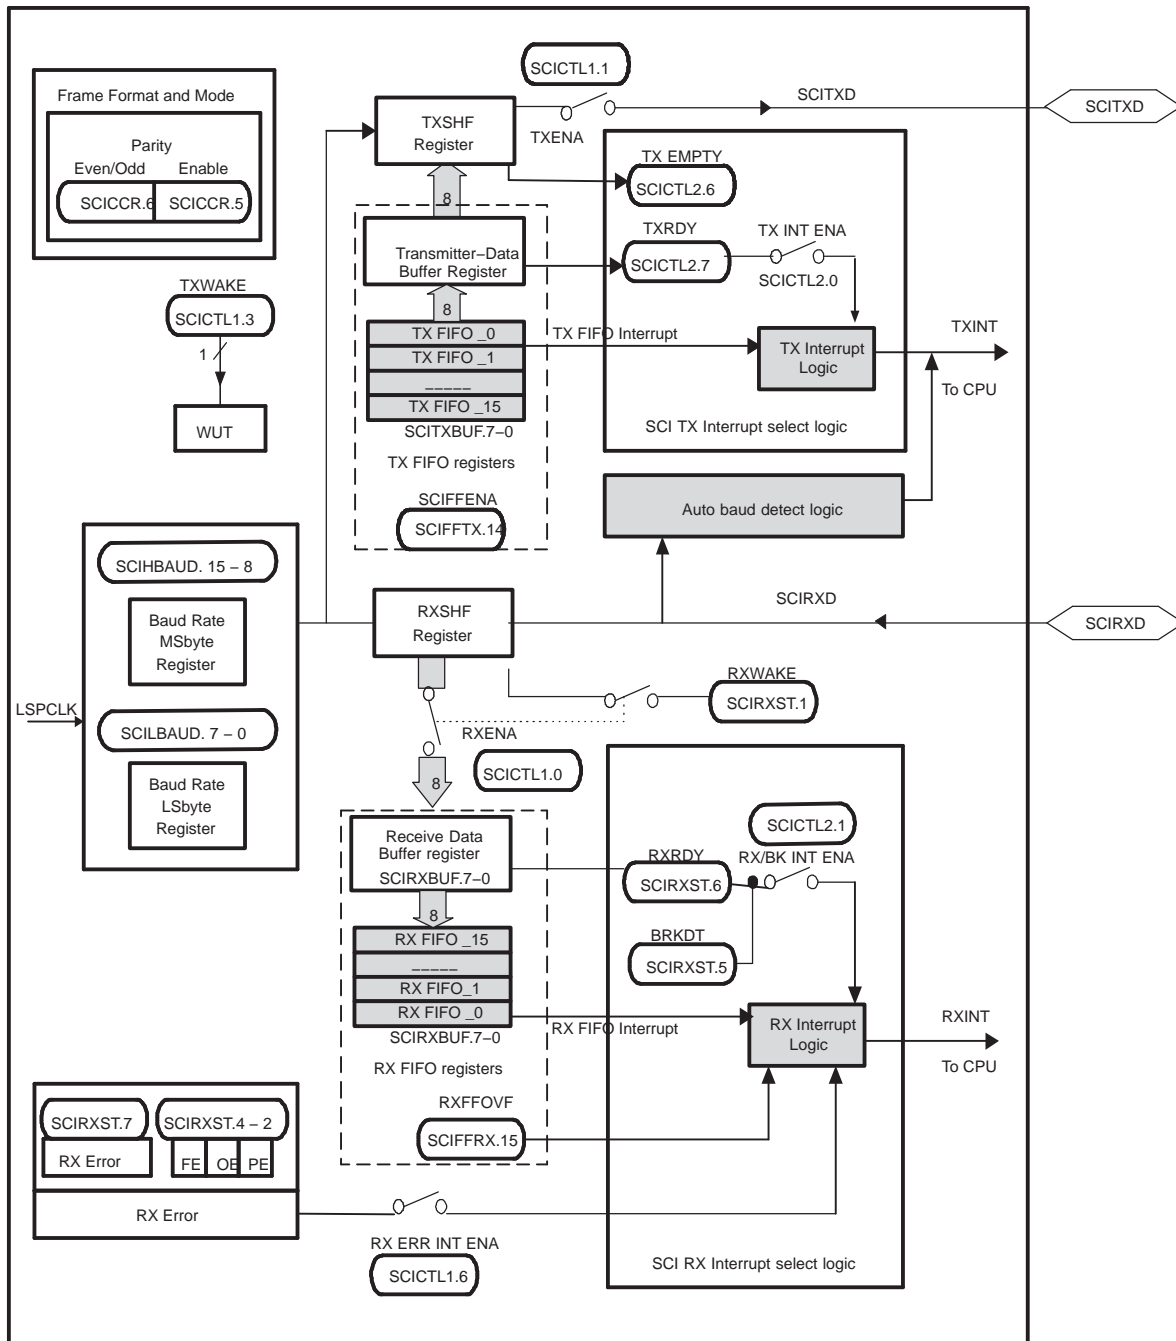 SCICTL1.1
Frame Format and Mode
Parity
Even/Odd Enable
SCICCR.6 SCICCR.5
TXSHF
Register
TXENA
SCITXD
SCITXD
8
TX EMPTY
SCICTL2.6
Transmitter–Data
Buffer Register
TXRDY
SCICTL2.7
TX INT ENA
SCICTL2.0
TXWAKE
SCICTL1.3
1
WUT
8
TX FIFO _0
TX FIFO _1
_____
TX FIFO _15
SCITXBUF.7–0
TX FIFO registers
SCIFFENA
SCIFFTX.14
TX FIFO Interrupt
TX Interrupt
Logic
TXINT
To CPU
SCI TX Interrupt select logic
Auto baud detect logic
LSPCLK
SCIHBAUD. 15 – 8
Baud Rate
MSbyte
Register
SCILBAUD. 7 – 0
Baud Rate
LSbyte
Register
RXSHF
Register
SCIRXD
SCIRXD
RXWAKE
SCIRXST.1
RXENA
SCICTL1.0
8
Receive Data
Buffer register
SCIRXBUF.7–0
8
RX FIFO _15
_____
RX FIFO_1
RX FIFO _0
SCIRXBUF.7–0
RX FIFO registers
SCICTL2.1
RXRDY
SCIRXST.6
RX/BK INT ENA
BRKDT
SCIRXST.5
RX FIFO Interrupt
RX Interrupt
Logic
RXINT
To CPU
RXFFOVF
SCIFFRX.15
SCIRXST.7
SCIRXST.4 – 2
RX Error
FE OE PE
RX Error
RX ERR INT ENA
SCICTL1.6
SCI RX Interrupt select logic